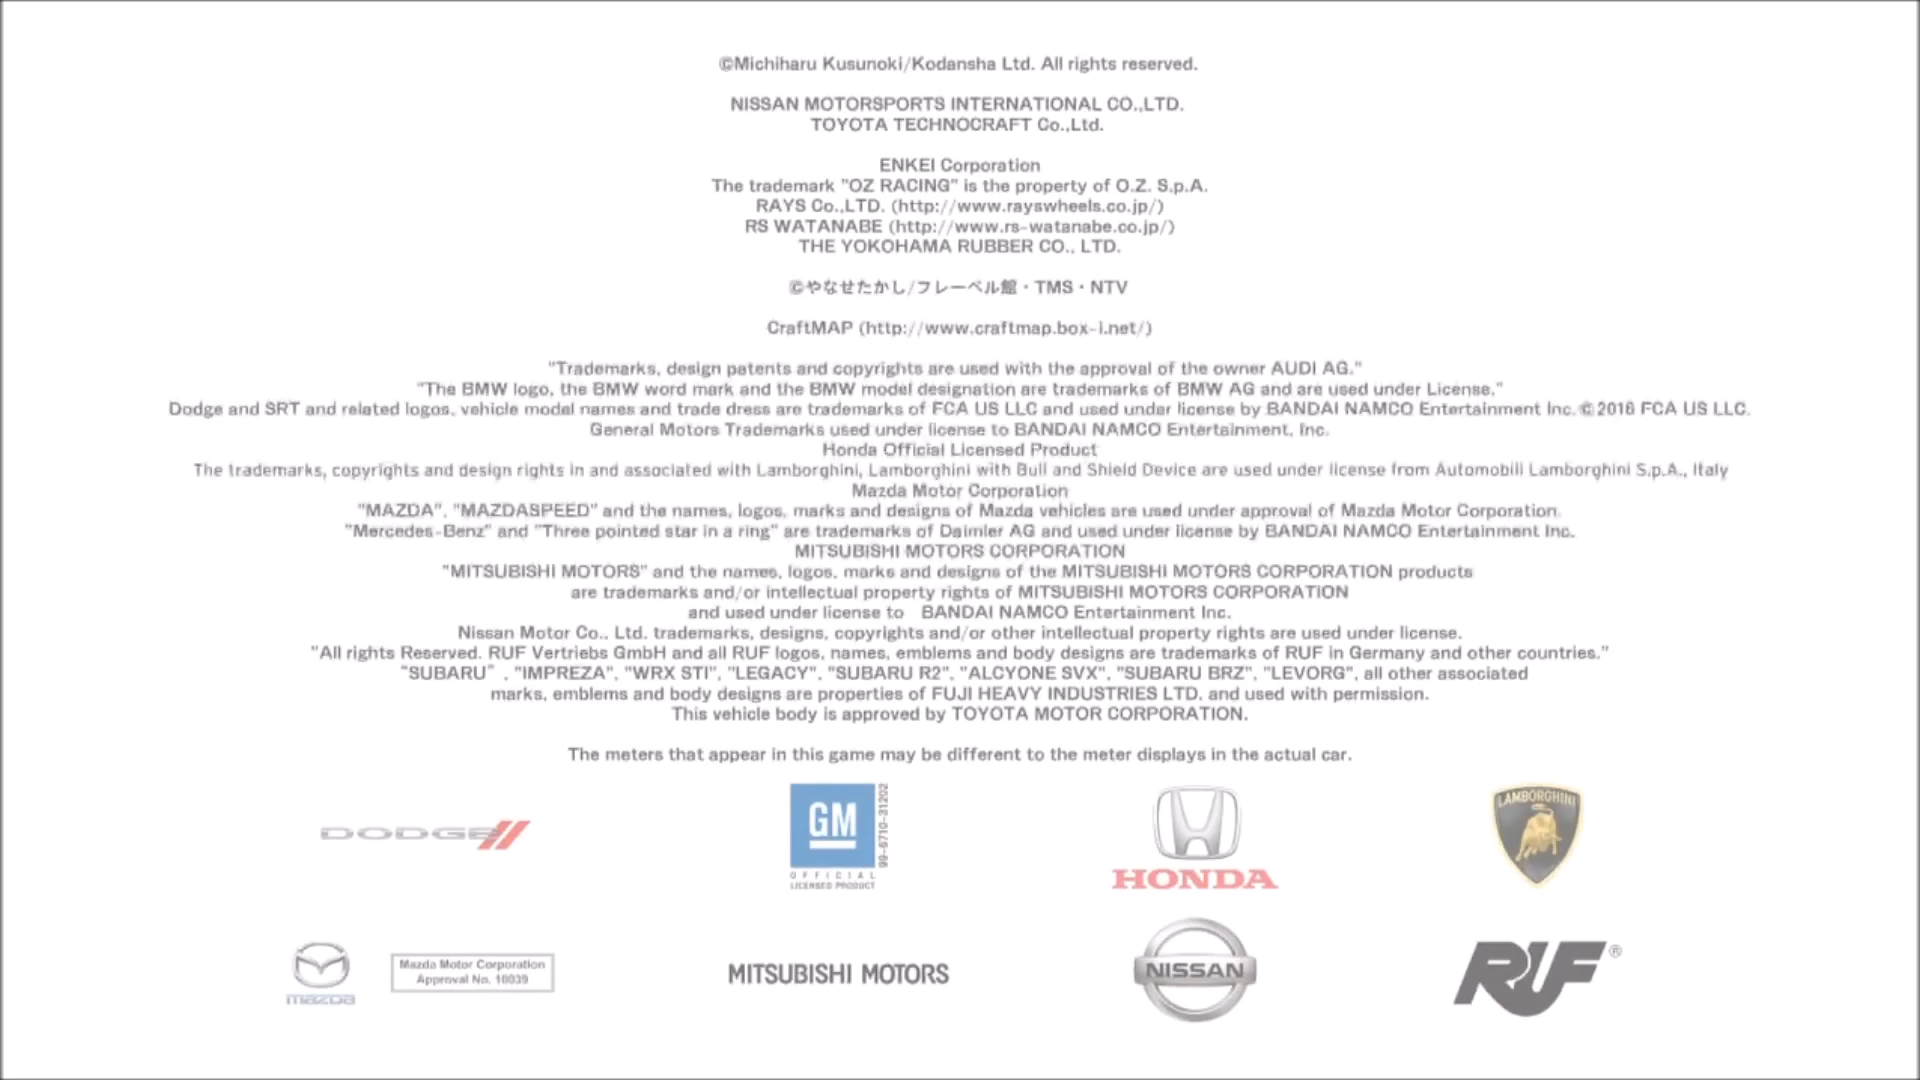 ©Michiharu Kusunoki/Kodansha Ltd. All rights reserved.
NISSAN MOTORSPORTS INTERNATIONAL CO.,LTD.
TOYOTA TECHNOCRAFT Co.,Ltd.
ENKEI Corporation
The trademark "OZ RACING" is the property of O.Z. S.p.A.
RAYS Co.,LTD. (http://www.rayswheels.co.jp/)
RS WATANABE (http://www.rs-watanabe.co.jp/)
THE YOKOHAMA RUBBER CO., LTD.
©やなせたかし/フレーベル館・TMS・NTV
CraftMAP (http://www.craftmap.box-i.net/)
"Trademarks, design patents and copyrights are used with the approval of the owner AUDI AG."
"The BMW logo, the BMW word mark and the BMW model designation are trademarks of BMW AG and are used under License."
Dodge and SRT and related logos, vehicle model names and trade dress are trademarks of FCA US LLC and used under license by BANDAI NAMCO Entertainment Inc.©2016 FCA US LLC.
General Motors Trademarks used under license to BANDAI NAMCO Entertainment, Inc.
Honda Official Licensed Product
The trademarks, copyrights and design rights in and associated with Lamborghini, Lamborghini with Bull and Shield Device are used under license from Automobili Lamborghini S.p.A., Italy
Mazda Motor Corporation
"MAZDA", "MAZDASPEED" and the names, logos, marks and designs of Mazda vehicles are used under approval of Mazda Motor Corporation.
"Mercedes-Benz" and "Three pointed star in a ring" are trademarks of Daimler AG and used under license by BANDAI NAMCO Entertainment Inc.
MITSUBISHI MOTORS CORPORATION
"MITSUBISHI MOTORS" and the names, logos, marks and designs of the MITSUBISHI MOTORS CORPORATION products
are trademarks and/or intellectual property rights of MITSUBISHI MOTORS CORPORATION
and used under license to BANDAI NAMCO Entertainment Inc.
Nissan Motor Co., Ltd. trademarks, designs, copyrights and/or other intellectual property rights are used under license.
"All rights Reserved. RUF Vertriebs GmbH and all RUF logos, names, emblems and body designs are trademarks of RUF in Germany and other countries."
"SUBARU", "IMPREZA", "WRX STI", "LEGACY", "SUBARU R2", "ALCYONE SVX", "SUBARU BRZ", "LEVORG", all other associated
marks, emblems and body designs are properties of FUJI HEAVY INDUSTRIES LTD. and used with permission.
This vehicle body is approved by TOYOTA MOTOR CORPORATION.
The meters that appear in this game may be different to the meter displays in the actual car.
DODGE
GM
OFFICIAL
LICENSED PRODUCT
99-6710-31202
HONDA
LAMBORGHINI
mazda
Mazda Motor Corporation
Approval No. 10039
MITSUBISHI MOTORS
NISSAN
RUF®